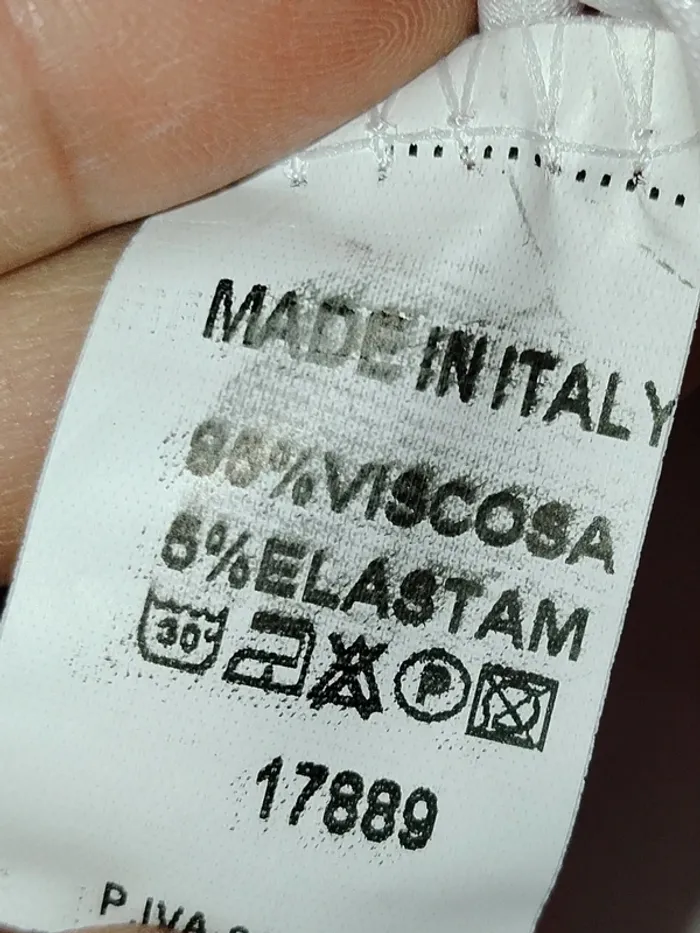 MADE IN ITALY
95%VISCOSA
5%ELASTAM
30°
P
17889
P.IVA